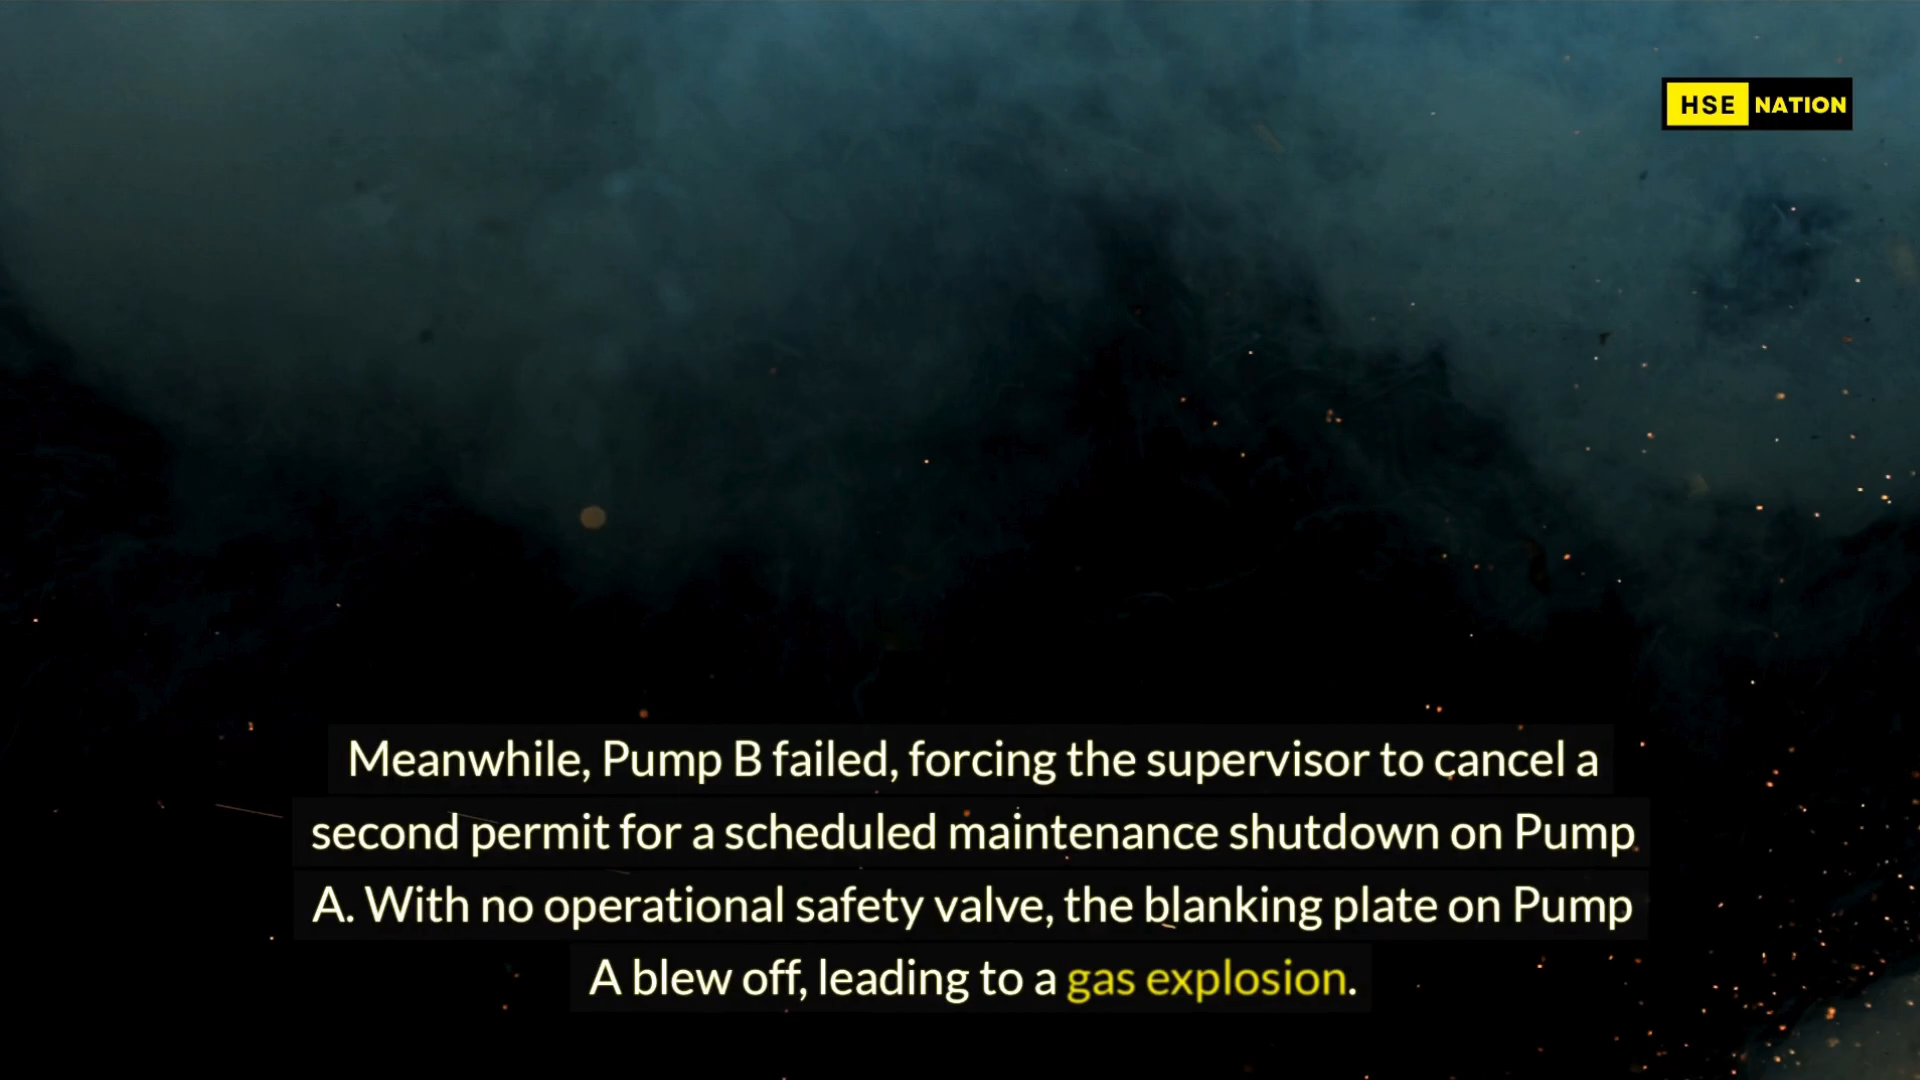 HSE NATION
Meanwhile, Pump B failed, forcing the supervisor to cancel a
second permit for a scheduled maintenance shutdown on Pump
A. With no operational safety valve, the blanking plate on Pump
A blew off, leading to a gas explosion.